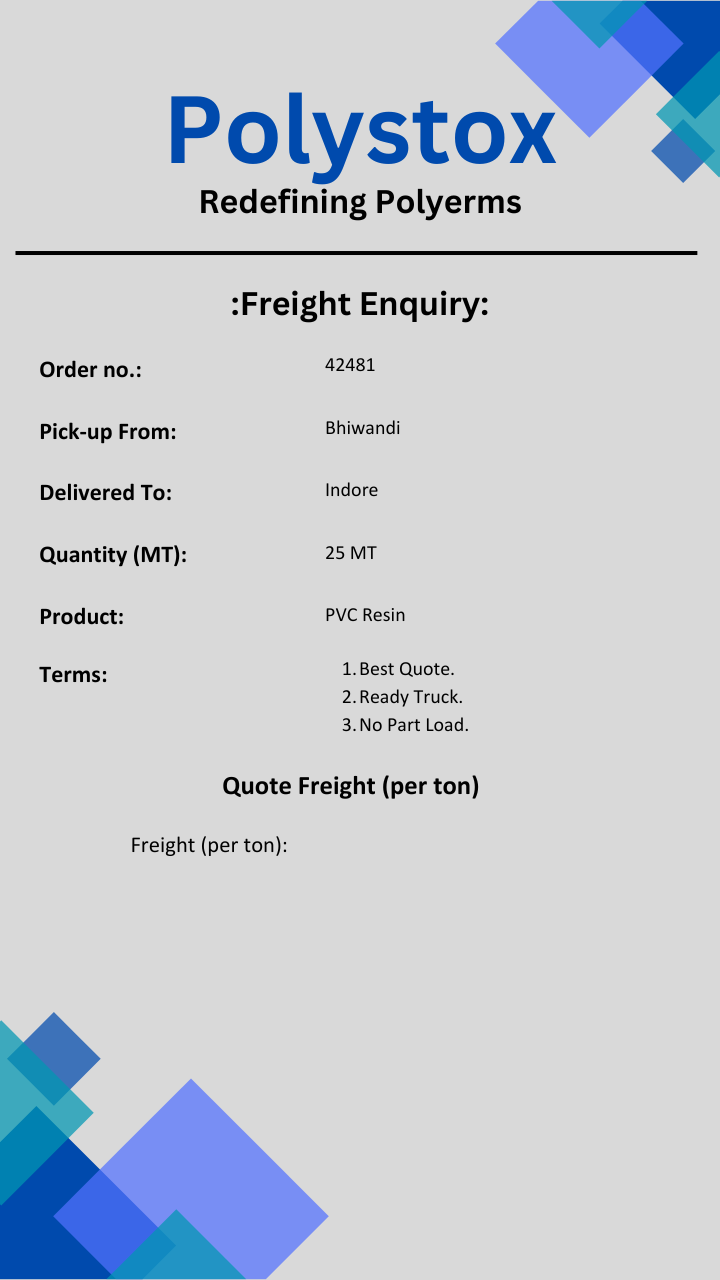 Polystox
Redefining Polyerms
:Freight Enquiry:
Order no.: 42481
Pick-up From: Bhiwandi
Delivered To: Indore
Quantity (MT): 25 MT
Product: PVC Resin
Terms: 1. Best Quote.
2. Ready Truck.
3. No Part Load.
Quote Freight (per ton)
Freight (per ton):